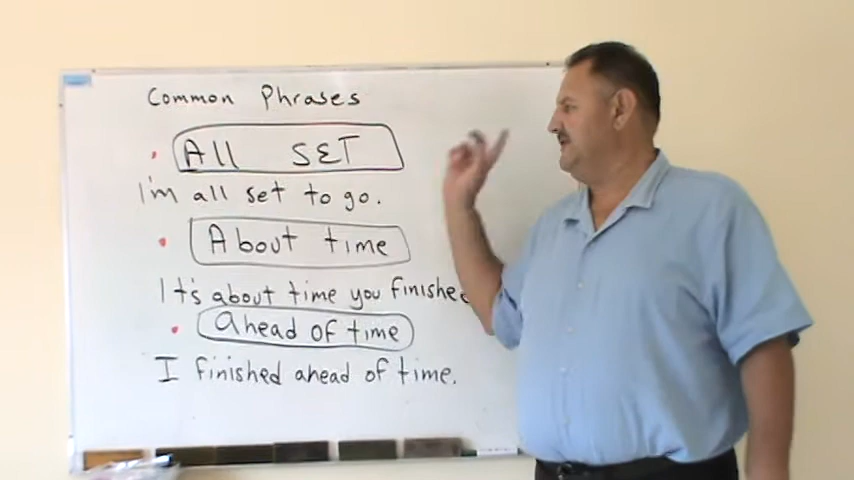 Common Phrases
All SET
I'm all set to go.
About time
It's about time you finished
Ahead of time
I finished ahead of time.